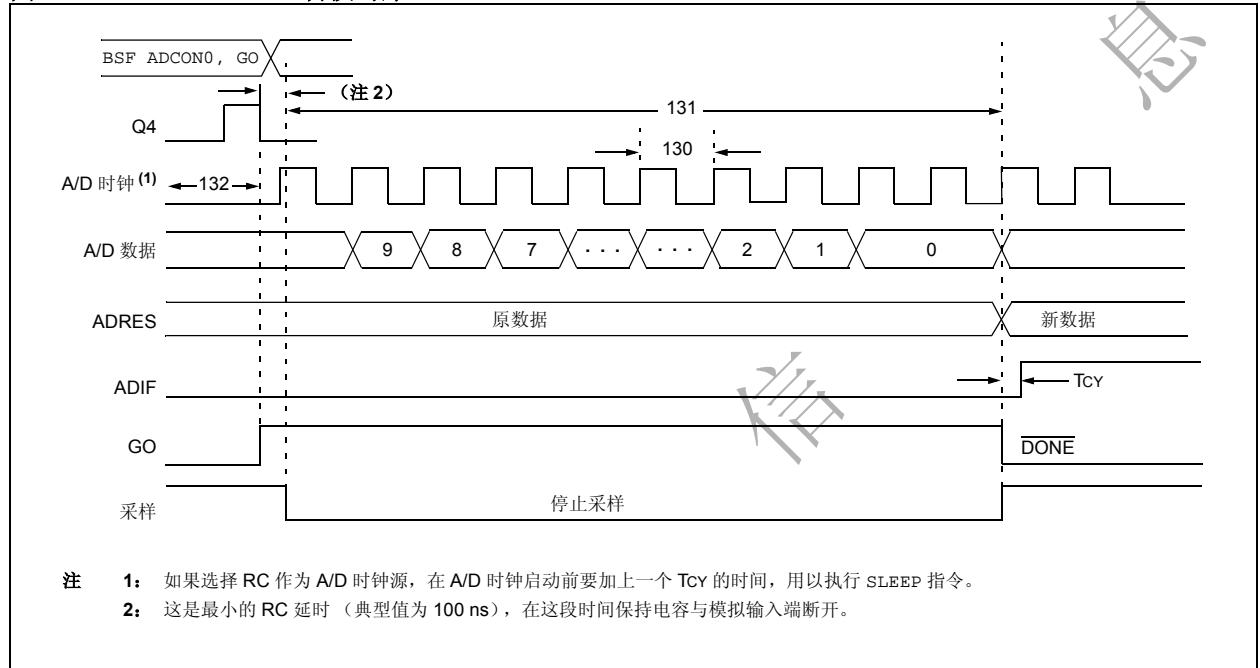 BSF ADCON0, GO
（注 2）
131
Q4
130
A/D 时钟 (1)
132
A/D 数据
9 8 7 ... ... 2 1 0
ADRES
原数据
新数据
ADIF
TCY
GO
DONE
采样
停止采样
注 1： 如果选择 RC 作为 A/D 时钟源，在 A/D 时钟启动前要加上一个 TCY 的时间，用以执行 SLEEP 指令。
2： 这是最小的 RC 延时 （典型值为 100 ns），在这段时间保持电容与模拟输入端断开。
信
息